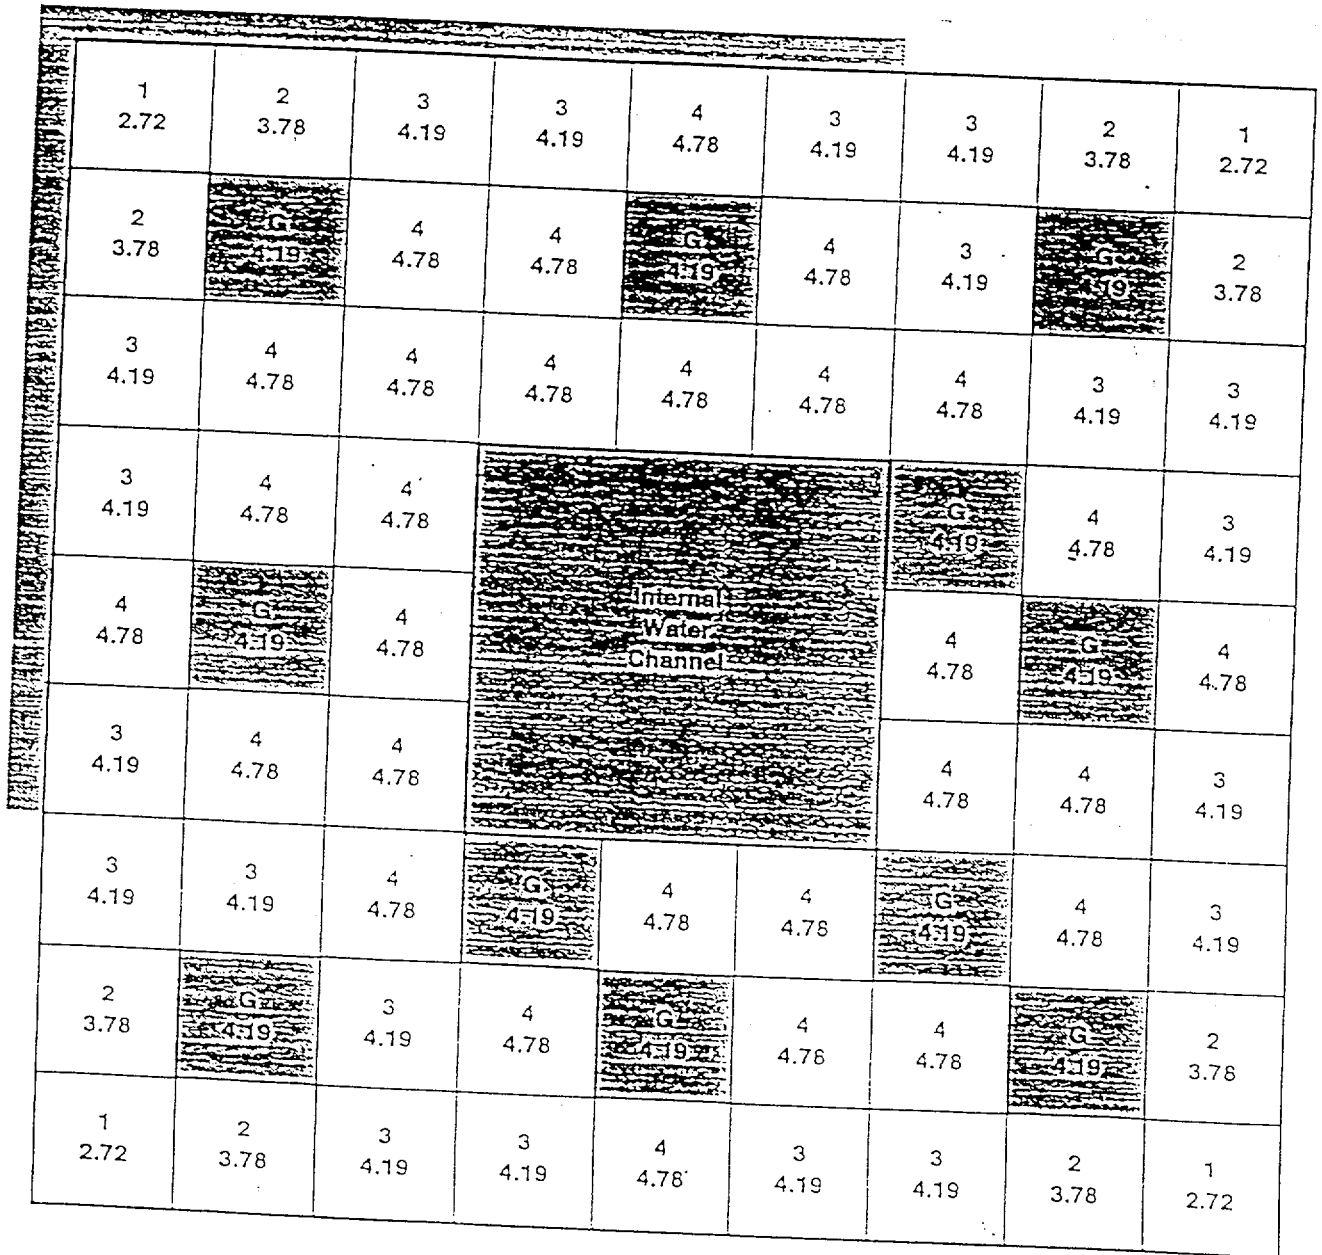 1 2 3 3 4 3 3 2 1
2.72 3.78 4.19 4.19 4.78 4.19 4.19 3.78 2.72
2 G 4 4 G 4 3 G 2
3.78 4.19 4.78 4.78 4.19 4.78 4.19 4.19 3.78
3 4 4 4 4 4 4 3 3
4.19 4.78 4.78 4.78 4.78 4.78 4.78 4.19 4.19
3 4 4 G 4 3
4.19 4.78 4.78 4.19 4.78 4.19
4 G 4 Internal 4 G 4
4.78 4.19 4.78 Water 4.78 4.19 4.78
Channel
3 4 4 4 4 3
4.19 4.78 4.78 4.78 4.78 4.19
3 3 4 G 4 4 G 4 3
4.19 4.19 4.78 4.19 4.78 4.78 4.19 4.78 4.19
2 G 3 4 G 4 4 G 2
3.78 4.19 4.19 4.78 4.19 4.78 4.78 4.19 3.78
1 2 3 3 4 3 3 2 1
2.72 3.78 4.19 4.19 4.78 4.19 4.19 3.78 2.72